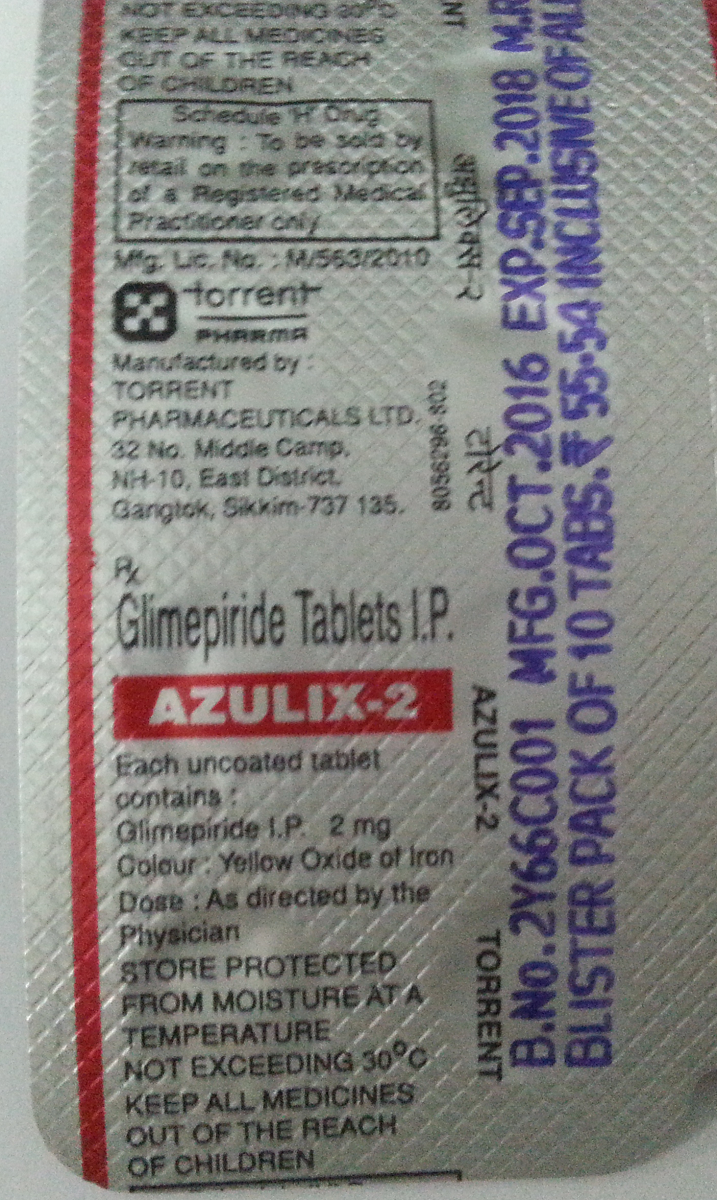 NOT EXCEEDING 30°C
KEEP ALL MEDICINES
OUT OF THE REACH
OF CHILDREN
Schedule 'H' Drug
Warning : To be sold by
retail on the prescription
of a Registered Medical
Practitioner only
Mfg. Lic. No. : M/563/2010
torrent
PHARMA
Manufactured by :
TORRENT
PHARMACEUTICALS LTD.
32 No. Middle Camp,
NH-10, East District,
Gangtok, Sikkim-737 135.
Rx
Glimepiride Tablets I.P.
AZULIX-2
Each uncoated tablet
contains :
Glimepiride I.P. 2 mg
Colour : Yellow Oxide of Iron
Dose : As directed by the
Physician
STORE PROTECTED
FROM MOISTURE AT A
TEMPERATURE
NOT EXCEEDING 30°C
KEEP ALL MEDICINES
OUT OF THE REACH
OF CHILDREN
8056296-802
NT
अझुलिक्स-२
टोरेन्ट
AZULIX-2
TORRENT
B.No.2Y66C001 MFG.OCT.2016 EXP.SEP.2018 M.R
BLISTER PACK OF 10 TABS.₹ 55.54 INCLUSIVE OF AL